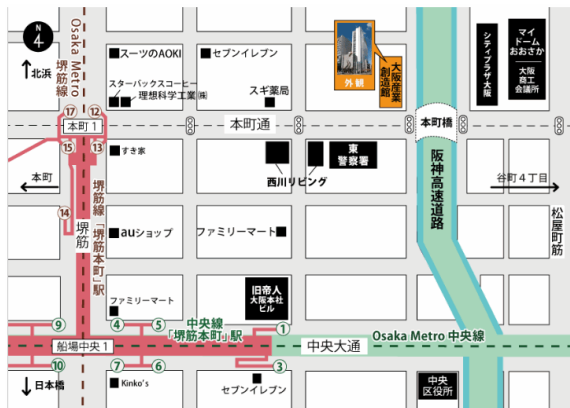 N
4
北浜
Osaka Metro
堺筋線
スーツのAOKI
セブンイレブン
スターバックスコーヒー
理想科学工業㈱
スギ薬局
外観
大阪産業
創造館
シティプラザ大阪
マイ
ドーム
おおさか
大阪
商工
会議所
⑰
⑫
本町1
本町通
本町橋
⑮
⑬
すき家
西川リビング
東
警察署
本町
谷町4丁目
⑭
堺筋
堺筋線「堺筋本町」駅
auショップ
ファミリーマート
阪神高速道路
松屋町筋
ファミリーマート
旧帝人
大阪本社
ビル
⑨
④
⑤
中央線
「堺筋本町」駅
①
船場中央1
中央大通
Osaka Metro 中央線
⑩
⑦
⑥
③
日本橋
Kinko's
セブンイレブン
中央
区役所